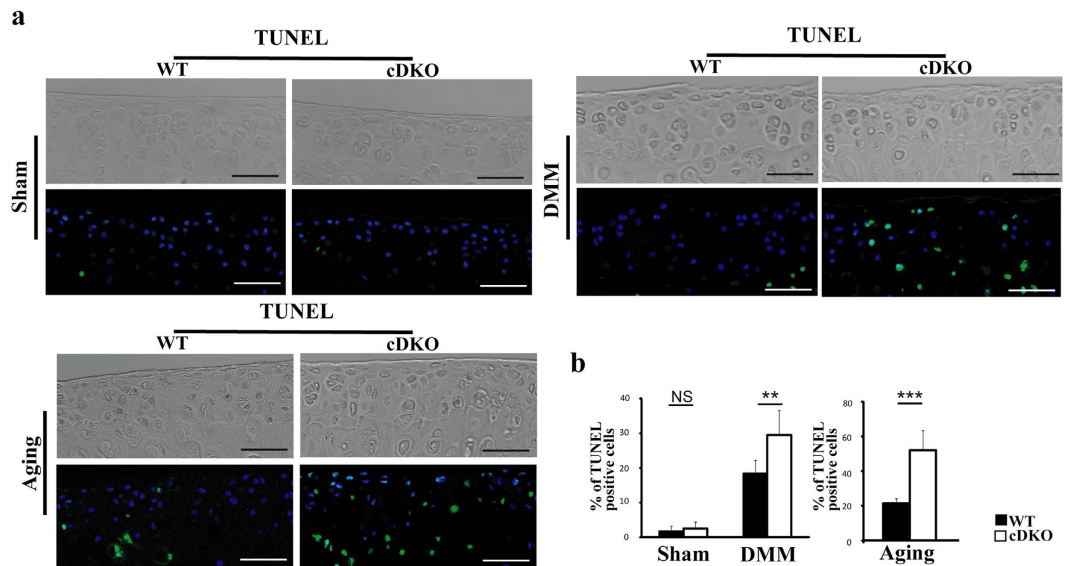 a
TUNEL
WT cDKO
Sham
TUNEL
WT cDKO
DMM
TUNEL
WT cDKO
Aging
b
% of TUNEL
positive cells
40
30
20
10
0
NS
**
Sham DMM
% of TUNEL
positive cells
80
60
40
20
0
***
Aging
WT
cDKO